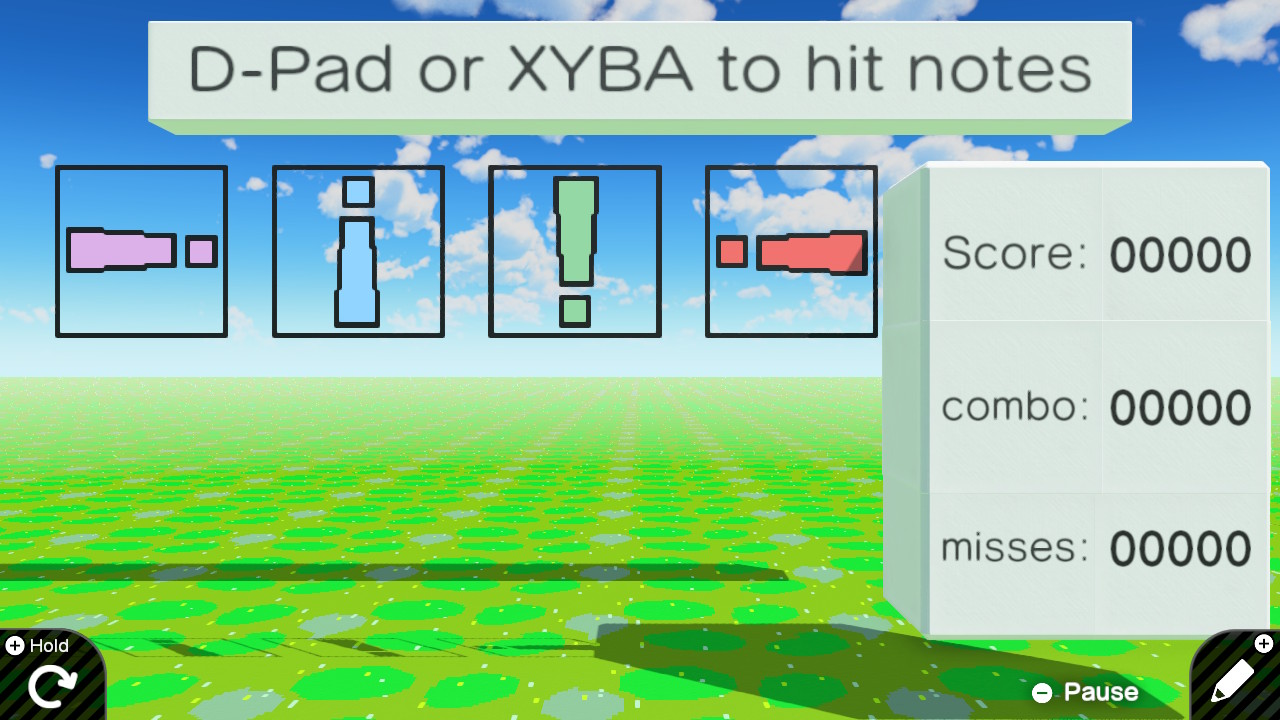 D-Pad or XYBA to hit notes
Score: 00000
combo: 00000
misses: 00000
Hold
Pause